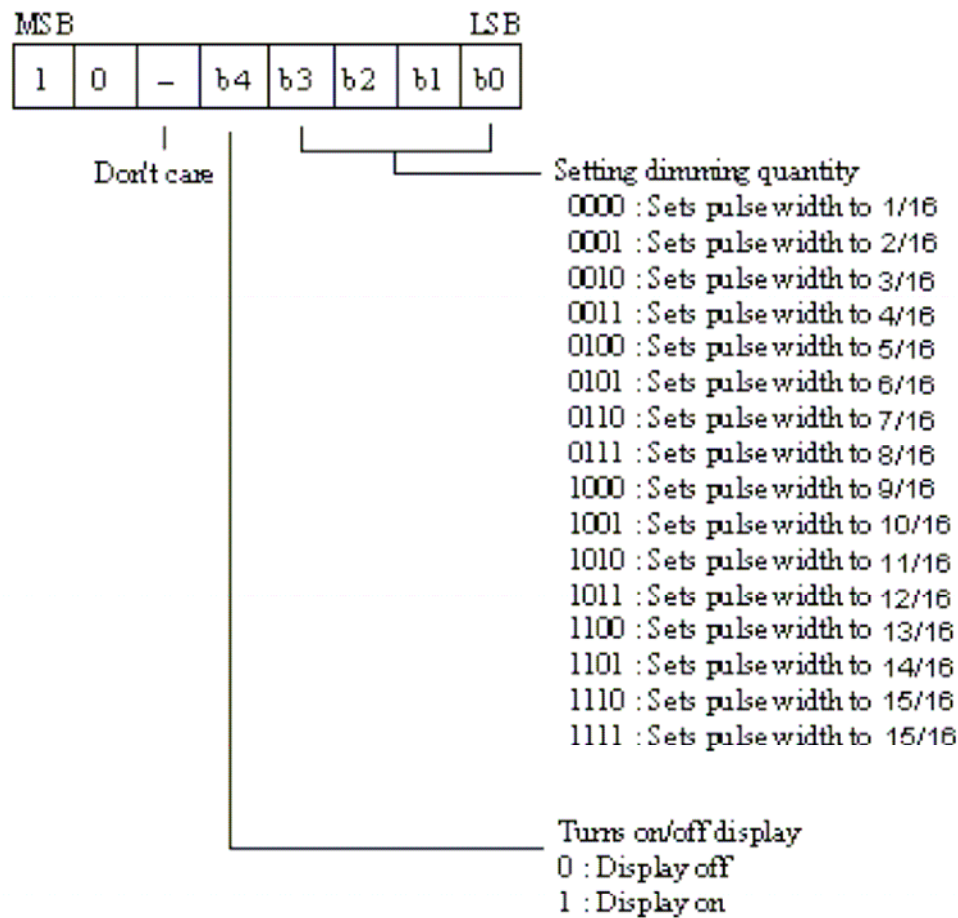 MSB LSB
1 0 – b4 b3 b2 b1 b0
Don't care
Setting dimming quantity
0000 : Sets pulse width to 1/16
0001 : Sets pulse width to 2/16
0010 : Sets pulse width to 3/16
0011 : Sets pulse width to 4/16
0100 : Sets pulse width to 5/16
0101 : Sets pulse width to 6/16
0110 : Sets pulse width to 7/16
0111 : Sets pulse width to 8/16
1000 : Sets pulse width to 9/16
1001 : Sets pulse width to 10/16
1010 : Sets pulse width to 11/16
1011 : Sets pulse width to 12/16
1100 : Sets pulse width to 13/16
1101 : Sets pulse width to 14/16
1110 : Sets pulse width to 15/16
1111 : Sets pulse width to 15/16
Turns on/off display
0 : Display off
1 : Display on